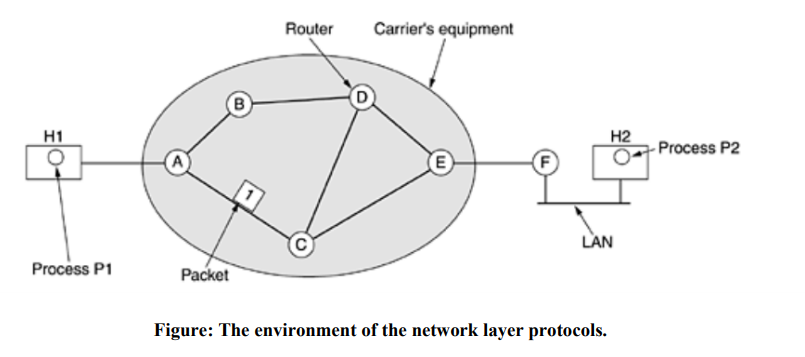 Router Carrier's equipment
B D
H1 H2
Process P2
A E F
1
C
LAN
Process P1
Packet
Figure: The environment of the network layer protocols.